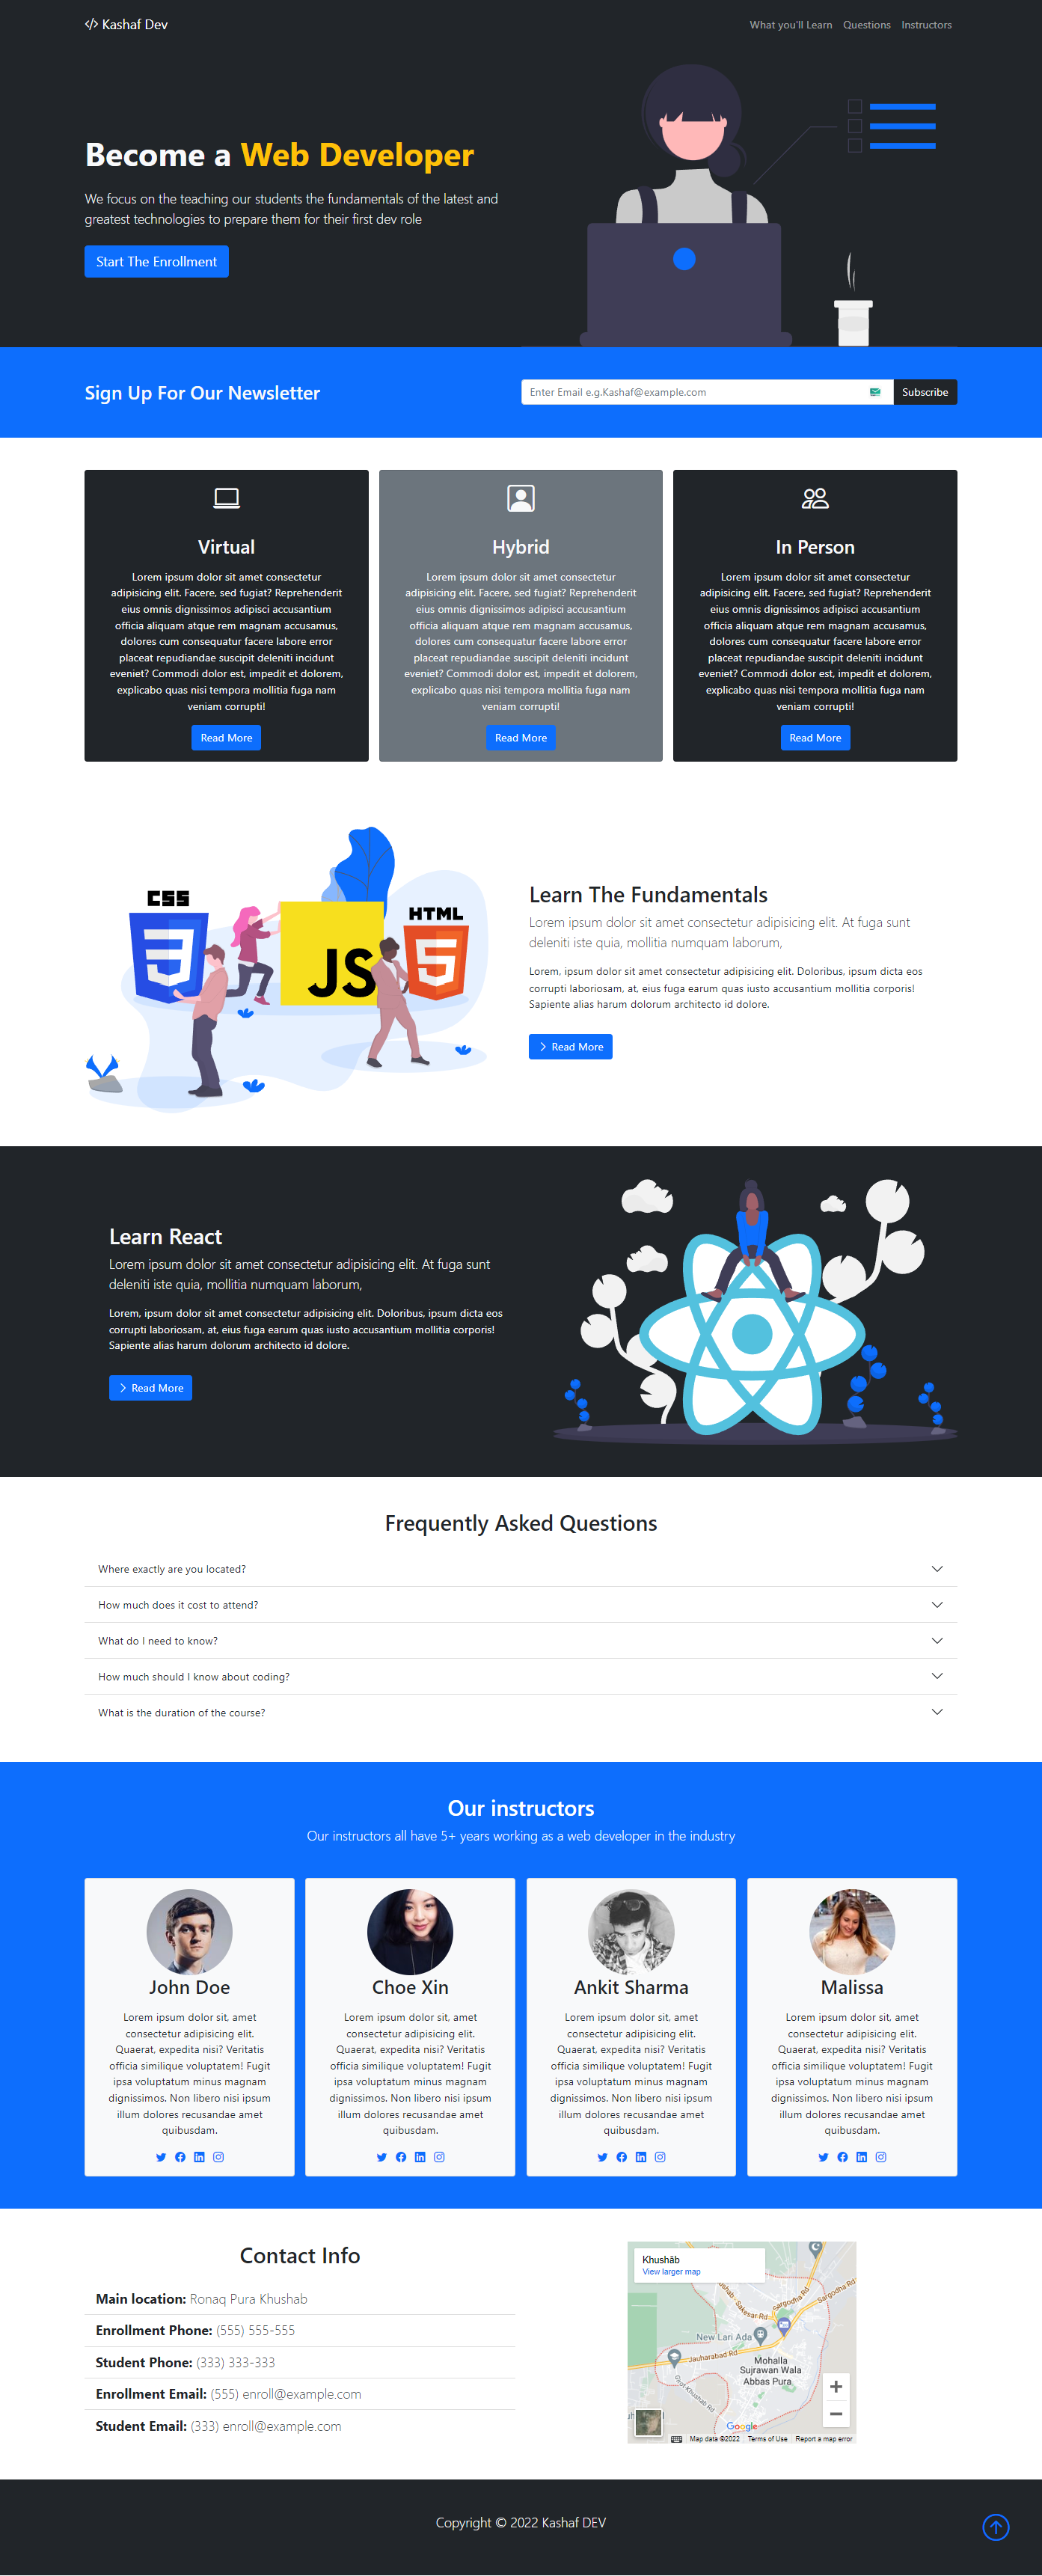 Kashaf Dev
What you'll Learn
Questions
Instructors
Become a Web Developer
We focus on the teaching our students the fundamentals of the latest and
greatest technologies to prepare them for their first dev role
Start The Enrollment
Sign Up For Our Newsletter
Enter Email e.g.Kashaf@example.com
Subscribe
Virtual
Lorem ipsum dolor sit amet consectetur
adipisicing elit. Facere, sed fugiat? Reprehenderit
eius omnis dignissimos adipisci accusantium
officia aliquam atque rem magnam accusamus,
dolores cum consequatur facere labore error
placeat repudiandae suscipit deleniti incidunt
eveniet? Commodi dolor est, impedit et dolorem,
explicabo quas nisi tempora mollitia fuga nam
veniam corrupti!
Read More
Hybrid
Lorem ipsum dolor sit amet consectetur
adipisicing elit. Facere, sed fugiat? Reprehenderit
eius omnis dignissimos adipisci accusantium
officia aliquam atque rem magnam accusamus,
dolores cum consequatur facere labore error
placeat repudiandae suscipit deleniti incidunt
eveniet? Commodi dolor est, impedit et dolorem,
explicabo quas nisi tempora mollitia fuga nam
veniam corrupti!
Read More
In Person
Lorem ipsum dolor sit amet consectetur
adipisicing elit. Facere, sed fugiat? Reprehenderit
eius omnis dignissimos adipisci accusantium
officia aliquam atque rem magnam accusamus,
dolores cum consequatur facere labore error
placeat repudiandae suscipit deleniti incidunt
eveniet? Commodi dolor est, impedit et dolorem,
explicabo quas nisi tempora mollitia fuga nam
veniam corrupti!
Read More
CSS
3
JS
HTML
5
Learn The Fundamentals
Lorem ipsum dolor sit amet consectetur adipisicing elit. At fuga sunt
deleniti iste quia, mollitia numquam laborum,
Lorem, ipsum dolor sit amet consectetur adipisicing elit. Doloribus, ipsum dicta eos
corrupti laboriosam, at, eius fuga earum quas iusto accusantium mollitia corporis!
Sapiente alias harum dolorum architecto id dolore.
Read More
Learn React
Lorem ipsum dolor sit amet consectetur adipisicing elit. At fuga sunt
deleniti iste quia, mollitia numquam laborum,
Lorem, ipsum dolor sit amet consectetur adipisicing elit. Doloribus, ipsum dicta eos
corrupti laboriosam, at, eius fuga earum quas iusto accusantium mollitia corporis!
Sapiente alias harum dolorum architecto id dolore.
Read More
Frequently Asked Questions
Where exactly are you located?
How much does it cost to attend?
What do I need to know?
How much should I know about coding?
What is the duration of the course?
Our instructors
Our instructors all have 5+ years working as a web developer in the industry
John Doe
Lorem ipsum dolor sit, amet
consectetur adipisicing elit.
Quaerat, expedita nisi? Veritatis
officia similique voluptatem! Fugit
ipsa voluptatum minus magnam
dignissimos. Non libero nisi ipsum
illum dolores recusandae amet
quibusdam.
Choe Xin
Lorem ipsum dolor sit, amet
consectetur adipisicing elit.
Quaerat, expedita nisi? Veritatis
officia similique voluptatem! Fugit
ipsa voluptatum minus magnam
dignissimos. Non libero nisi ipsum
illum dolores recusandae amet
quibusdam.
Ankit Sharma
Lorem ipsum dolor sit, amet
consectetur adipisicing elit.
Quaerat, expedita nisi? Veritatis
officia similique voluptatem! Fugit
ipsa voluptatum minus magnam
dignissimos. Non libero nisi ipsum
illum dolores recusandae amet
quibusdam.
Malissa
Lorem ipsum dolor sit, amet
consectetur adipisicing elit.
Quaerat, expedita nisi? Veritatis
officia similique voluptatem! Fugit
ipsa voluptatum minus magnam
dignissimos. Non libero nisi ipsum
illum dolores recusandae amet
quibusdam.
Contact Info
Main location: Ronaq Pura Khushab
Enrollment Phone: (555) 555-555
Student Phone: (333) 333-333
Enrollment Email: (555) enroll@example.com
Student Email: (333) enroll@example.com
Khushāb
View larger map
Khushab - Sakesar Rd
Sargodha Rd
Sargodha Rd
New Lari Ada
Jauharabad Rd
Mohalla
Sujrawan Wala
Abbas Pura
Khushab Rd
Google
Map data ©2022
Terms of Use
Report a map error
Copyright © 2022 Kashaf DEV